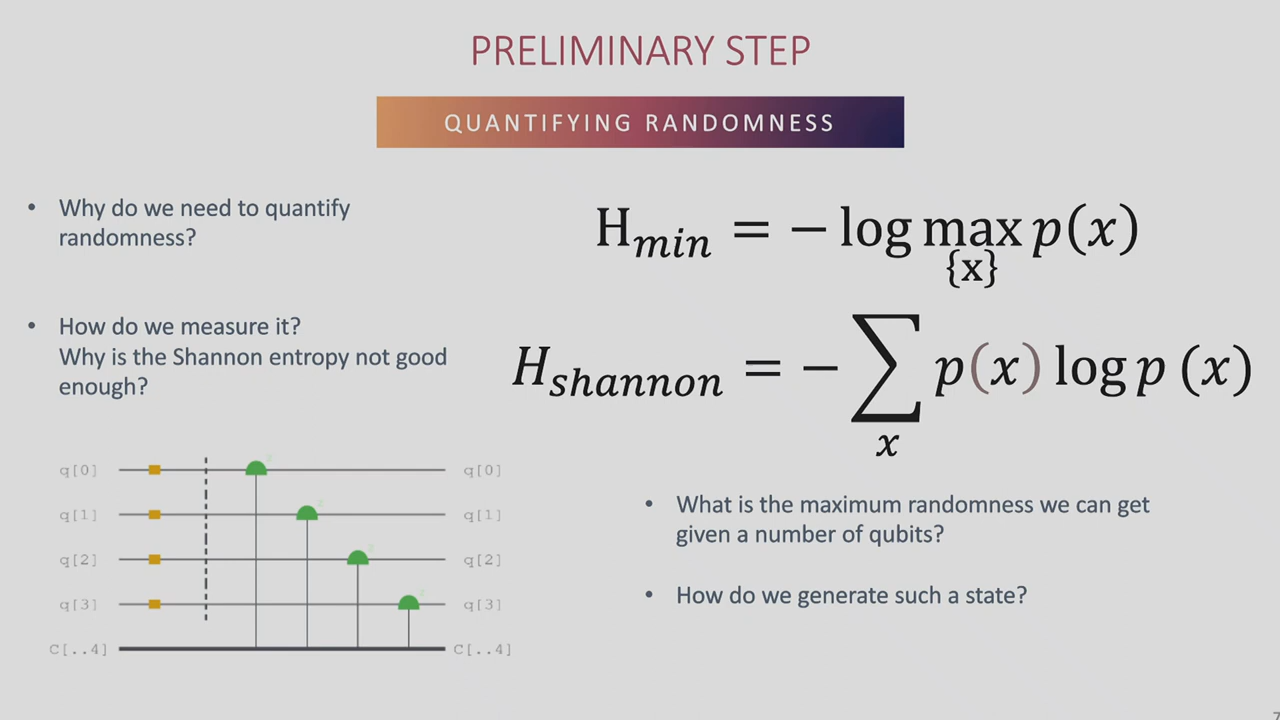 PRELIMINARY STEP
QUANTIFYING RANDOMNESS
• Why do we need to quantify
randomness?
• How do we measure it?
Why is the Shannon entropy not good
enough?
H_min = − log max p(x)
{x}
H_shannon = − ∑ p(x) log p (x)
x
q[0] q[0]
q[1] q[1]
q[2] q[2]
q[3] q[3]
C[..4] C[..4]
• What is the maximum randomness we can get
given a number of qubits?
• How do we generate such a state?